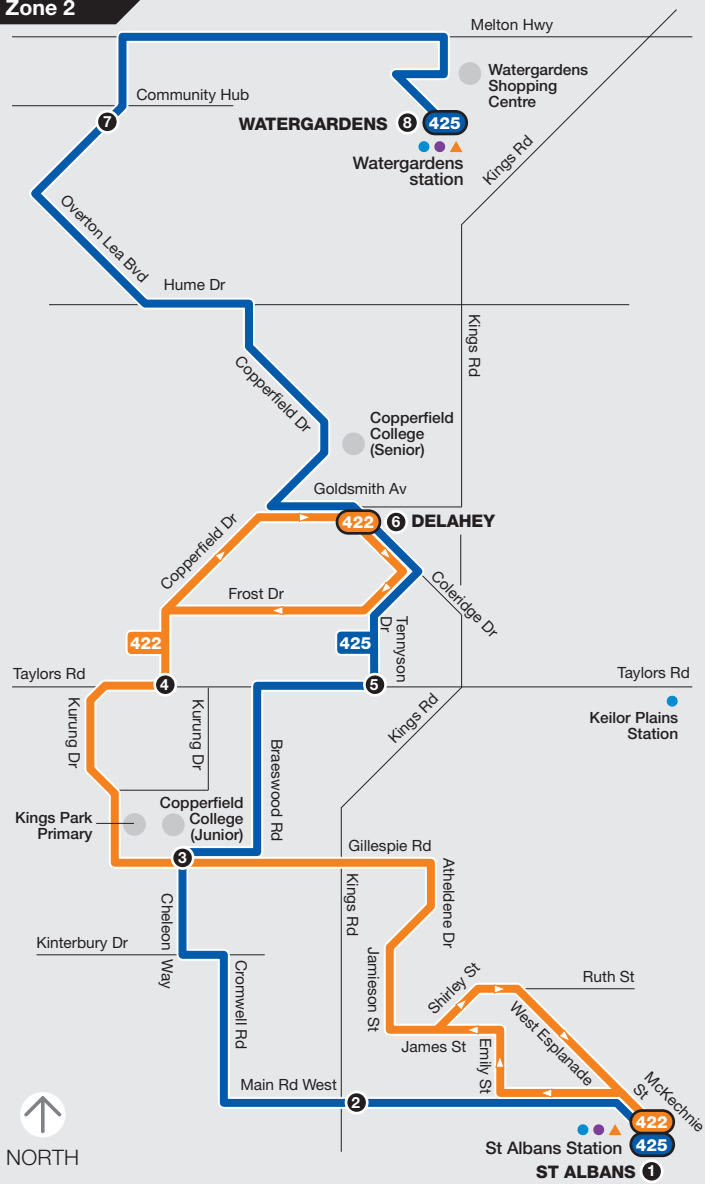 Zone 2
Melton Hwy
Watergardens
Shopping
Centre
Community Hub
7
WATERGARDENS 8 425
Watergardens
station
Kings Rd
Overton Lea Bvd
Hume Dr
Kings Rd
Copperfield Dr
Copperfield
College
(Senior)
Goldsmith Av
422 6 DELAHEY
Copperfield Dr
Frost Dr
Coleridge Dr
422
425
Tennyson
Dr
Taylors Rd
4
5
Taylors Rd
Kurung Dr
Kurung Dr
Kings Rd
Keilor Plains
Station
Braeswood Rd
Kings Park
Primary
Copperfield
College
(Junior)
3
Gillespie Rd
Kings Rd
Atheldene Dr
Cheleon Way
Kinterbury Dr
Cromwell Rd
Jamieson St
Shirley St
Ruth St
West Esplanade
James St
Emily St
Main Rd West
2
McKechnie
St
422
St Albans Station 425
ST ALBANS 1
NORTH